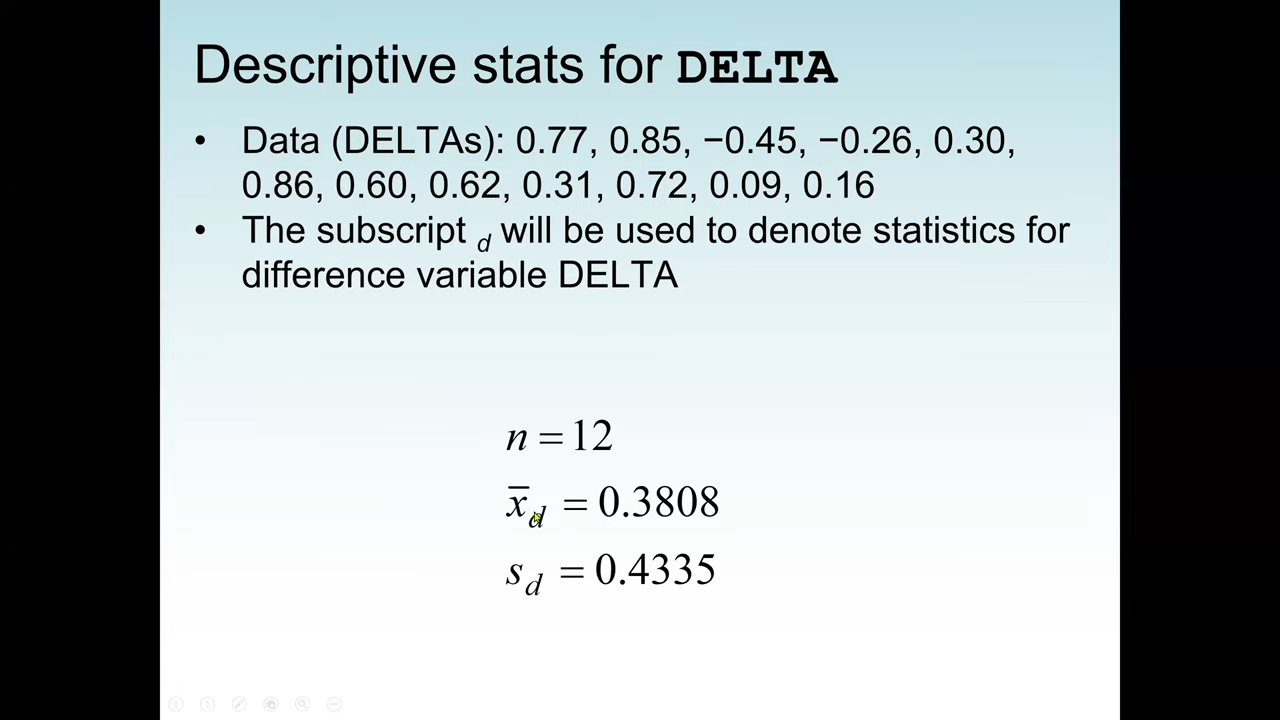 Descriptive stats for DELTA
• Data (DELTAs): 0.77, 0.85, −0.45, −0.26, 0.30,
0.86, 0.60, 0.62, 0.31, 0.72, 0.09, 0.16
• The subscript d will be used to denote statistics for
difference variable DELTA
n = 12
x̄d = 0.3808
sd = 0.4335